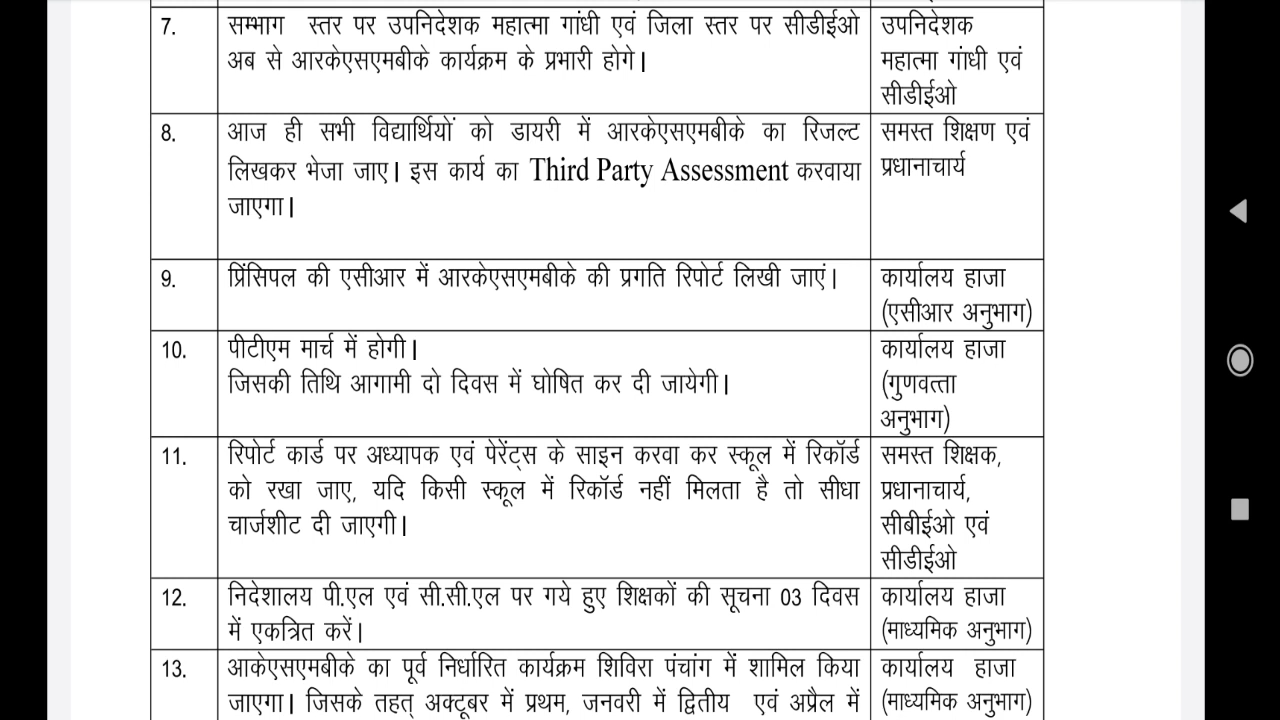 7.
सम्भाग स्तर पर उपनिदेशक महात्मा गांधी एवं जिला स्तर पर सीडीईओ
अब से आरकेएसएमबीके कार्यक्रम के प्रभारी होगे।
उपनिदेशक
महात्मा गांधी एवं
सीडीईओ
8.
आज ही सभी विद्यार्थियों को डायरी में आरकेएसएमबीके का रिजल्ट
लिखकर भेजा जाए। इस कार्य का Third Party Assessment करवाया
जाएगा।
समस्त शिक्षण एवं
प्रधानाचार्य
9.
प्रिंसिपल की एसीआर में आरकेएसएमबीके की प्रगति रिपोर्ट लिखी जाएं।
कार्यालय हाजा
(एसीआर अनुभाग)
10.
पीटीएम मार्च में होगी।
जिसकी तिथि आगामी दो दिवस में घोषित कर दी जायेगी।
कार्यालय हाजा
(गुणवत्ता
अनुभाग)
11.
रिपोर्ट कार्ड पर अध्यापक एवं पेरेंट्स के साइन करवा कर स्कूल में रिकॉर्ड
को रखा जाए, यदि किसी स्कूल में रिकॉर्ड नहीं मिलता है तो सीधा
चार्जशीट दी जाएगी।
समस्त शिक्षक,
प्रधानाचार्य,
सीबीईओ एवं
सीडीईओ
12.
निदेशालय पी.एल एवं सी.सी.एल पर गये हुए शिक्षकों की सूचना 03 दिवस
में एकत्रित करें।
कार्यालय हाजा
(माध्यमिक अनुभाग)
13.
आकेएसएमबीके का पूर्व निर्धारित कार्यक्रम शिविरा पंचांग में शामिल किया
जाएगा। जिसके तहत् अक्टूबर में प्रथम, जनवरी में द्वितीय एवं अप्रैल में
कार्यालय हाजा
(माध्यमिक अनुभाग)